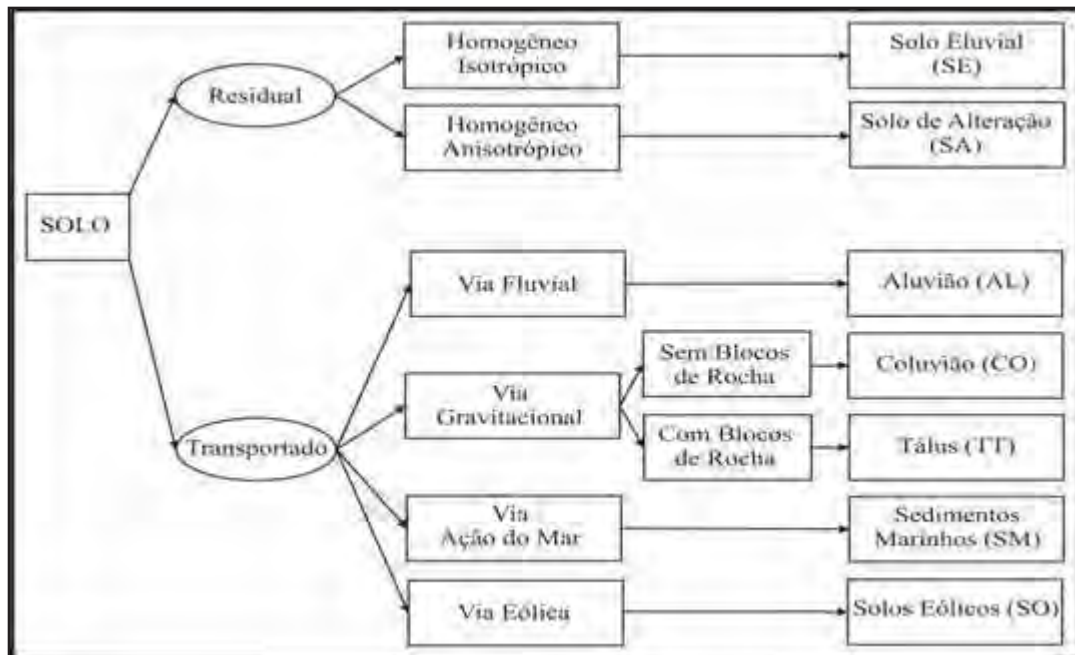 Homogêneo
Isotrópico
Solo Eluvial
(SE)
Residual
Homogêneo
Anisotrópico
Solo de Alteração
(SA)
SOLO
Via Fluvial
Aluvião (AL)
Sem Blocos
de Rocha
Coluvião (CO)
Via
Gravitacional
Com Blocos
de Rocha
Tálus (TT)
Transportado
Via
Ação do Mar
Sedimentos
Marinhos (SM)
Via Eólica
Solos Eólicos (SO)